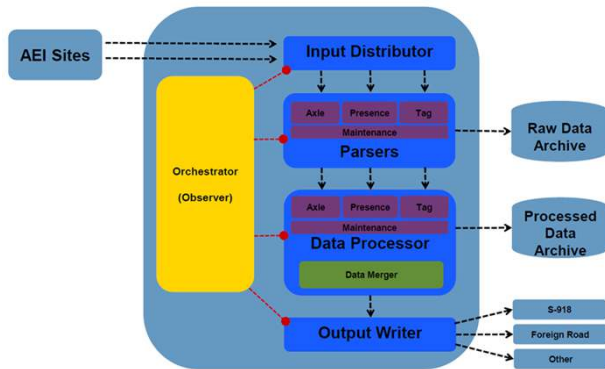 AEI Sites
Input Distributor
Orchestrator
(Observer)
Axle
Presence
Tag
Maintenance
Parsers
Raw Data
Archive
Axle
Presence
Tag
Maintenance
Data Processor
Data Merger
Processed
Data
Archive
Output Writer
S-918
Foreign Road
Other